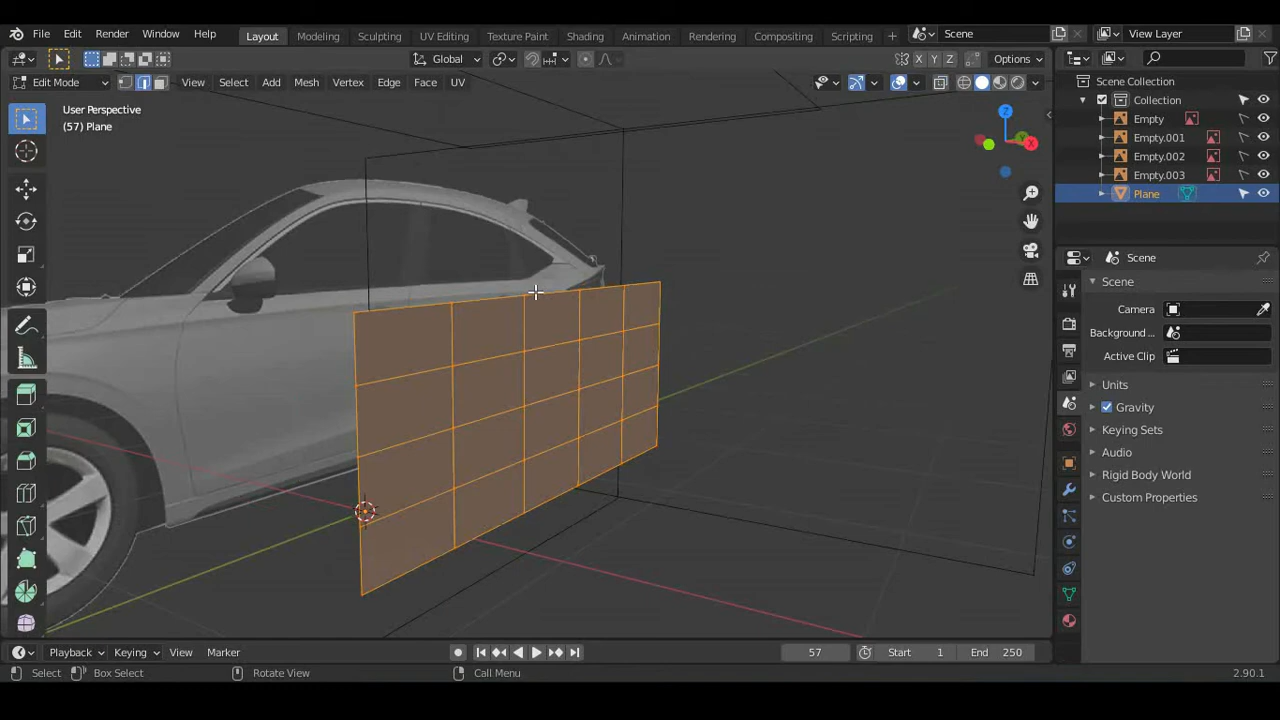 File Edit Render Window Help Layout Modeling Sculpting UV Editing Texture Paint Shading Animation Rendering Compositing Scripting + Scene View Layer
Global X Y Z Options
Edit Mode View Select Add Mesh Vertex Edge Face UV
User Perspective
(57) Plane
Z
X
Scene Collection
Collection
Empty
Empty.001
Empty.002
Empty.003
Plane
Scene
Scene
Camera
Background ...
Active Clip
Units
Gravity
Keying Sets
Audio
Rigid Body World
Custom Properties
Playback Keying View Marker 57 Start 1 End 250
Select Box Select Rotate View Call Menu 2.90.1